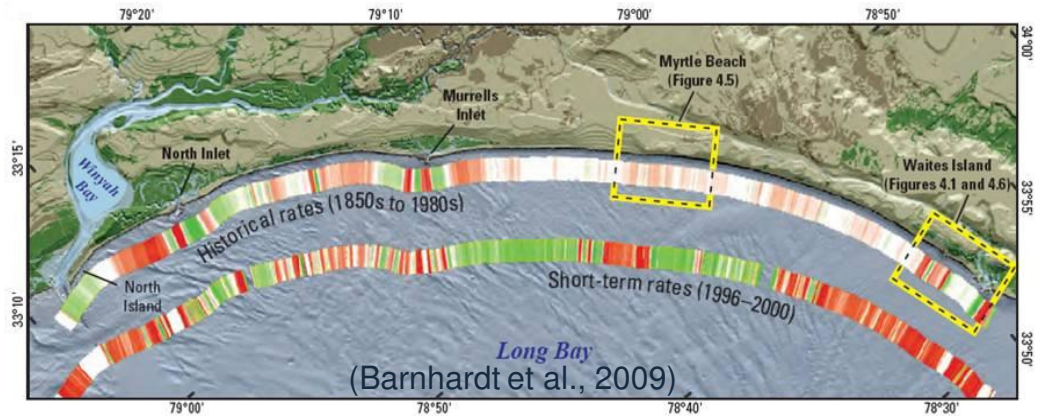 79°20'
79°10'
79°00'
78°50'
34°00'
Myrtle Beach
(Figure 4.5)
Murrells
Inlet
33°15'
North Inlet
Waites Island
(Figures 4.1 and 4.6)
Winyah
Bay
33°55'
Historical rates (1850s to 1980s)
North
Island
Short-term rates (1996–2000)
33°10'
33°50'
Long Bay
(Barnhardt et al., 2009)
79°00'
78°50'
78°40'
78°30'